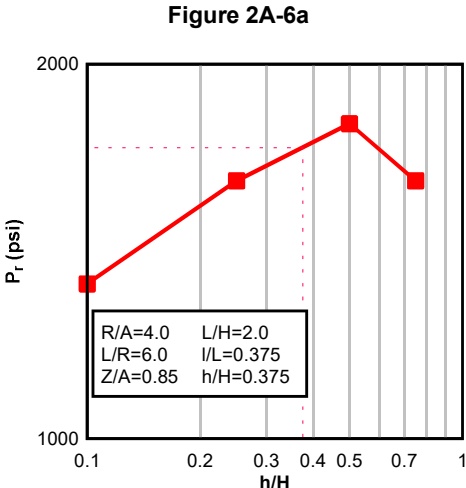 Figure 2A-6a
2000
Pr (psi)
R/A=4.0 L/H=2.0
L/R=6.0 l/L=0.375
Z/A=0.85 h/H=0.375
1000
0.1 0.2 0.3 0.4 0.5 0.7 1
h/H